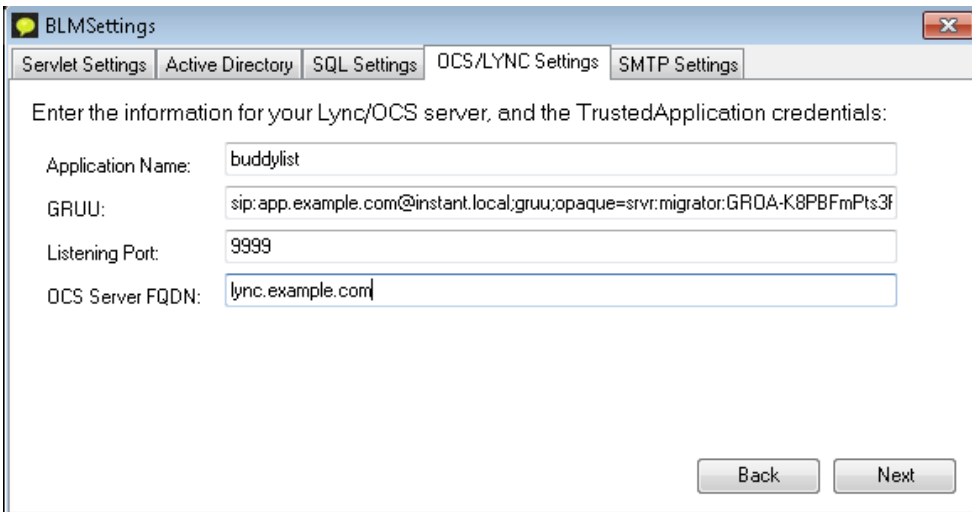 BLMSettings
Servlet Settings Active Directory SQL Settings OCS/LYNC Settings SMTP Settings
Enter the information for your Lync/OCS server, and the TrustedApplication credentials:
Application Name: buddylist
GRUU: sip:app.example.com@instant.local;gruu;opaque=srvr:migrator:GROA-K8PBFmPts3F
Listening Port: 9999
OCS Server FQDN: lync.example.com
Back Next